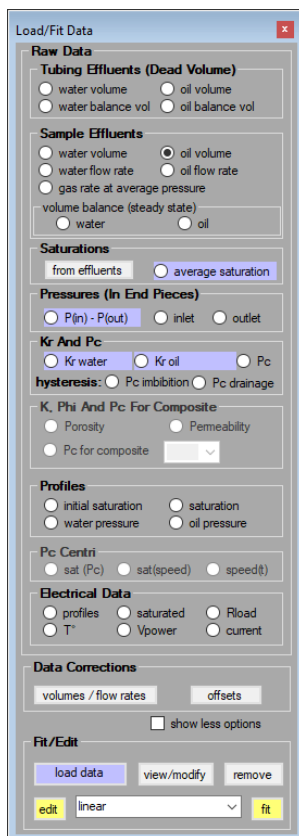 Load/Fit Data x
Raw Data
Tubing Effluents (Dead Volume)
water volume oil volume
water balance vol oil balance vol
Sample Effluents
water volume oil volume
water flow rate oil flow rate
gas rate at average pressure
volume balance (steady state)
water oil
Saturations
from effluents average saturation
Pressures (In End Pieces)
P(in) - P(out) inlet outlet
Kr And Pc
Kr water Kr oil Pc
hysteresis: Pc imbibition Pc drainage
K, Phi And Pc For Composite
Porosity Permeability
Pc for composite
Profiles
initial saturation saturation
water pressure oil pressure
Pc Centri
sat (Pc) sat(speed) speed(t)
Electrical Data
profiles saturated Rload
T° Vpower current
Data Corrections
volumes / flow rates offsets
show less options
Fit/Edit
load data view/modify remove
edit linear fit